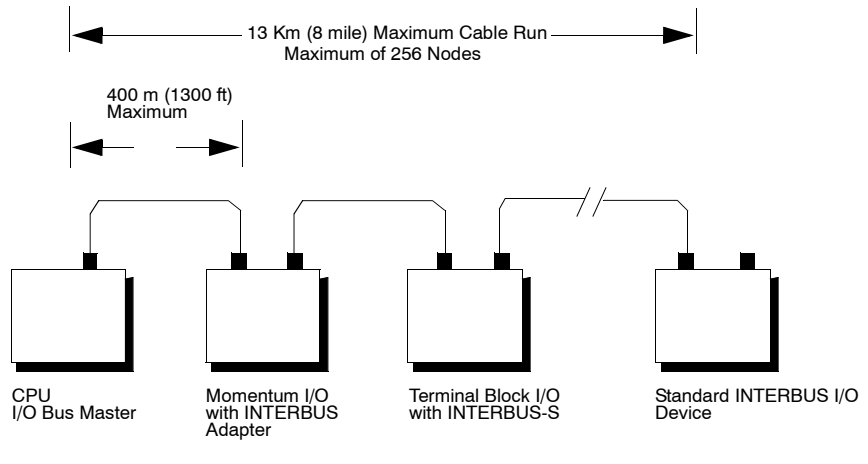 13 Km (8 mile) Maximum Cable Run
Maximum of 256 Nodes
400 m (1300 ft)
Maximum
CPU
I/O Bus Master
Momentum I/O
with INTERBUS
Adapter
Terminal Block I/O
with INTERBUS-S
Standard INTERBUS I/O
Device